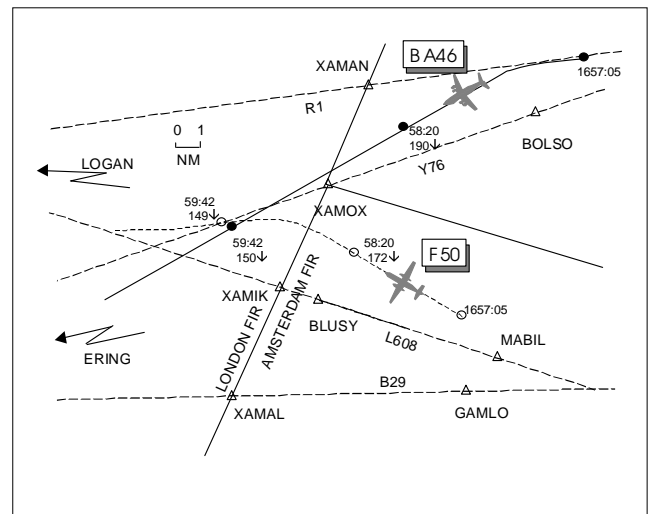 BA46
XAMAN
1657:05
R1
0 1
NM
58:20
190↓
BOLSO
Y76
LOGAN
XAMOX
59:42
149↓
59:42
150↓
58:20
172↓
F50
XAMIK
1657:05
BLUSY
LONDON FIR
AMSTERDAM FIR
L608
MABIL
ERING
B29
XAMAL
GAMLO